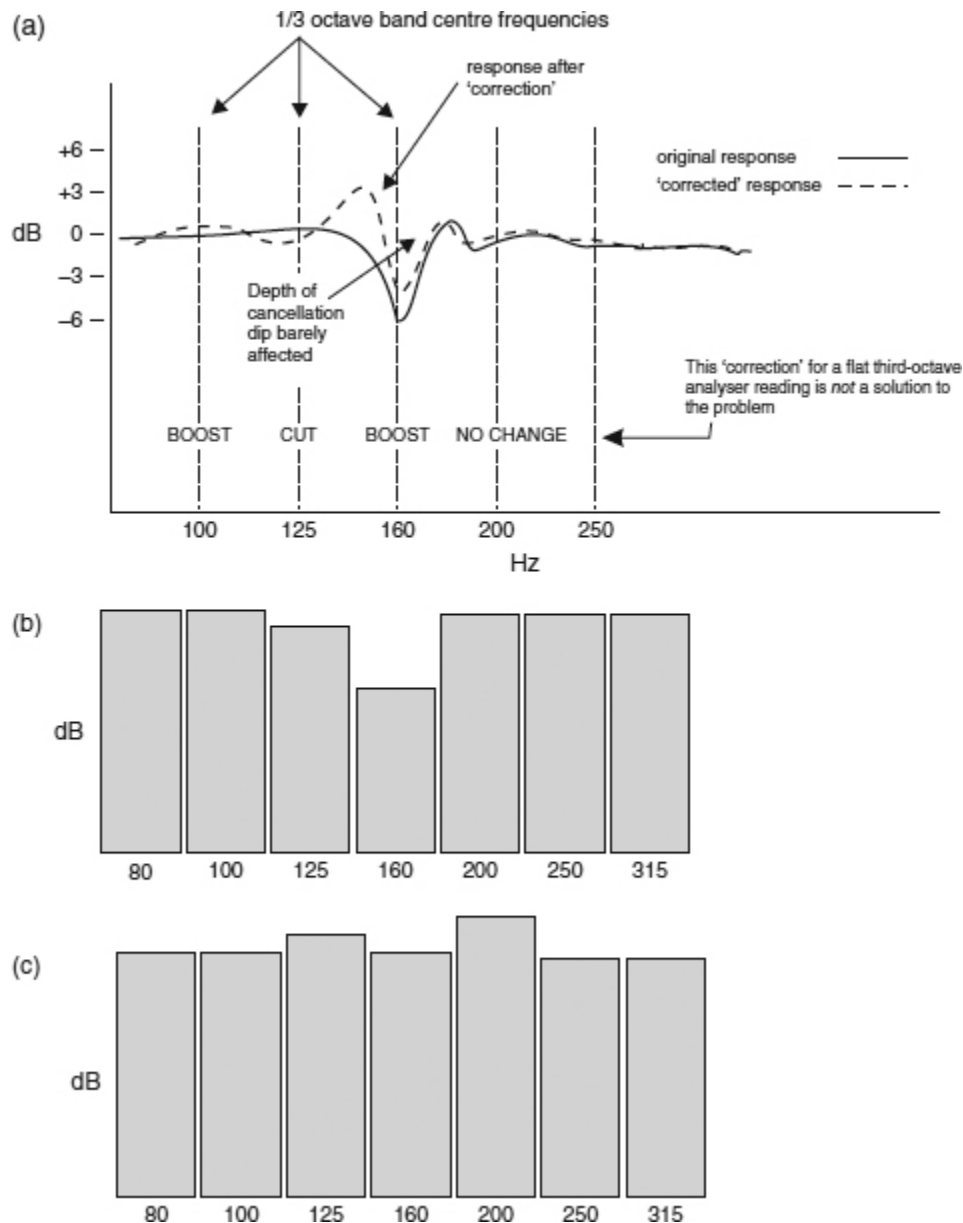 (a)
1/3 octave band centre frequencies
response after
'correction'
+6
+3
dB
0
–3
–6
original response
'corrected' response
Depth of
cancellation
dip barely
affected
This 'correction' for a flat third-octave
analyser reading is not a solution to
the problem
BOOST CUT BOOST NO CHANGE
100 125 160 200 250
Hz
(b)
dB
80 100 125 160 200 250 315
(c)
dB
80 100 125 160 200 250 315